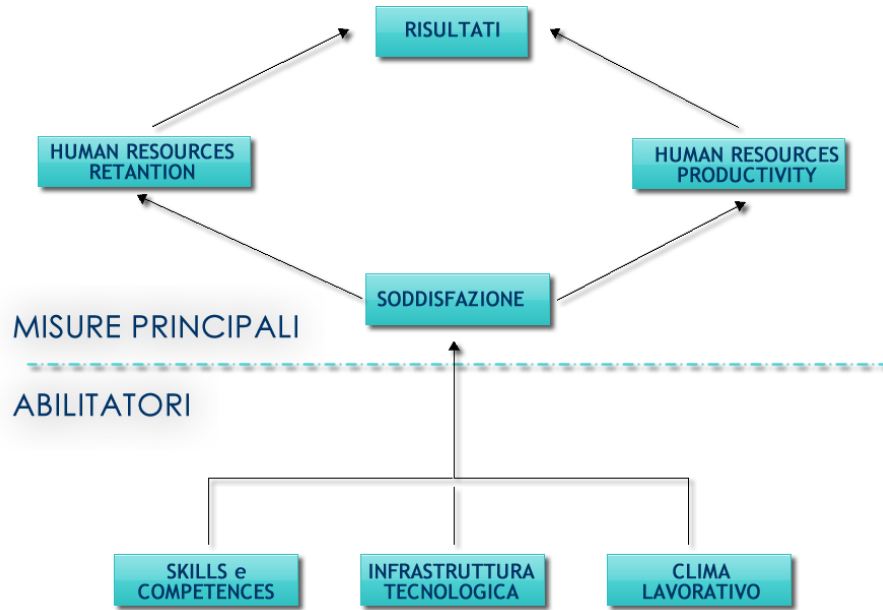 RISULTATI
HUMAN RESOURCES
RETANTION
HUMAN RESOURCES
PRODUCTIVITY
SODDISFAZIONE
MISURE PRINCIPALI
ABILITATORI
SKILLS e
COMPETENCES
INFRASTRUTTURA
TECNOLOGICA
CLIMA
LAVORATIVO